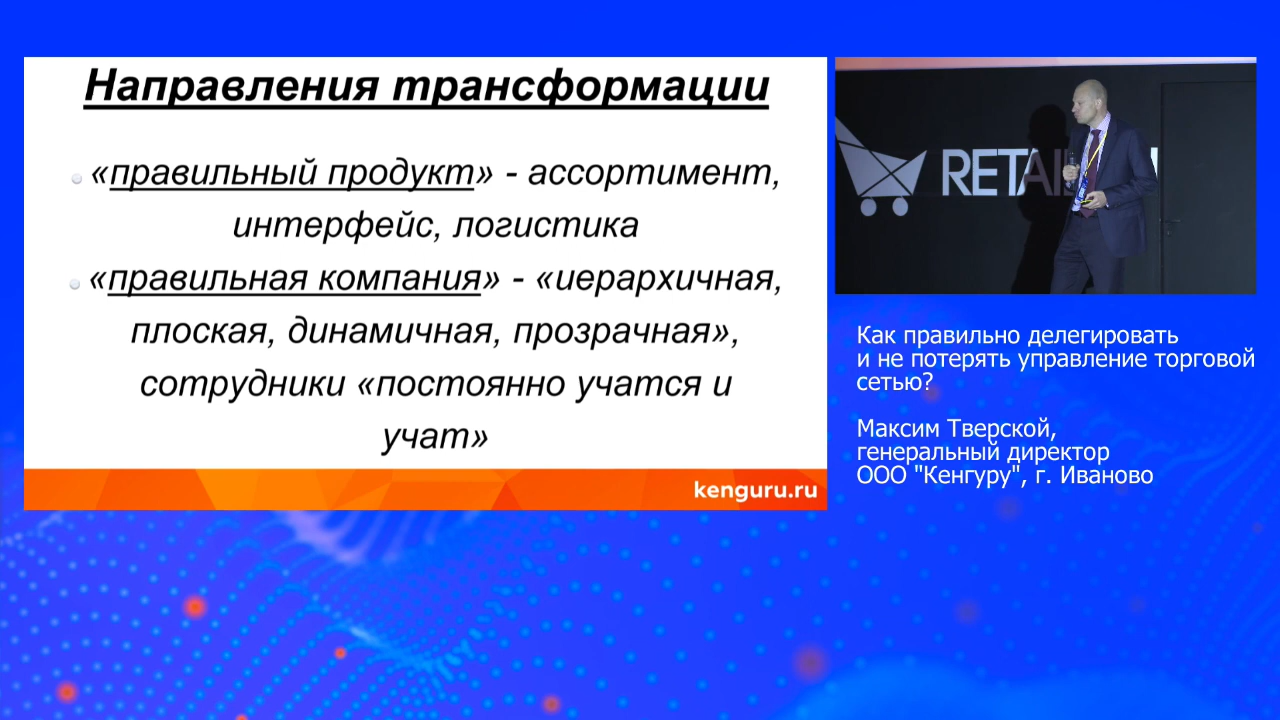 Направления трансформации
«правильный продукт» - ассортимент,
интерфейс, логистика
«правильная компания» - «иерархичная,
плоская, динамичная, прозрачная»,
сотрудники «постоянно учатся и
учат»
kenguru.ru
Как правильно делегировать
и не потерять управление торговой
сетью?
Максим Тверской,
генеральный директор
ООО "Кенгуру", г. Иваново